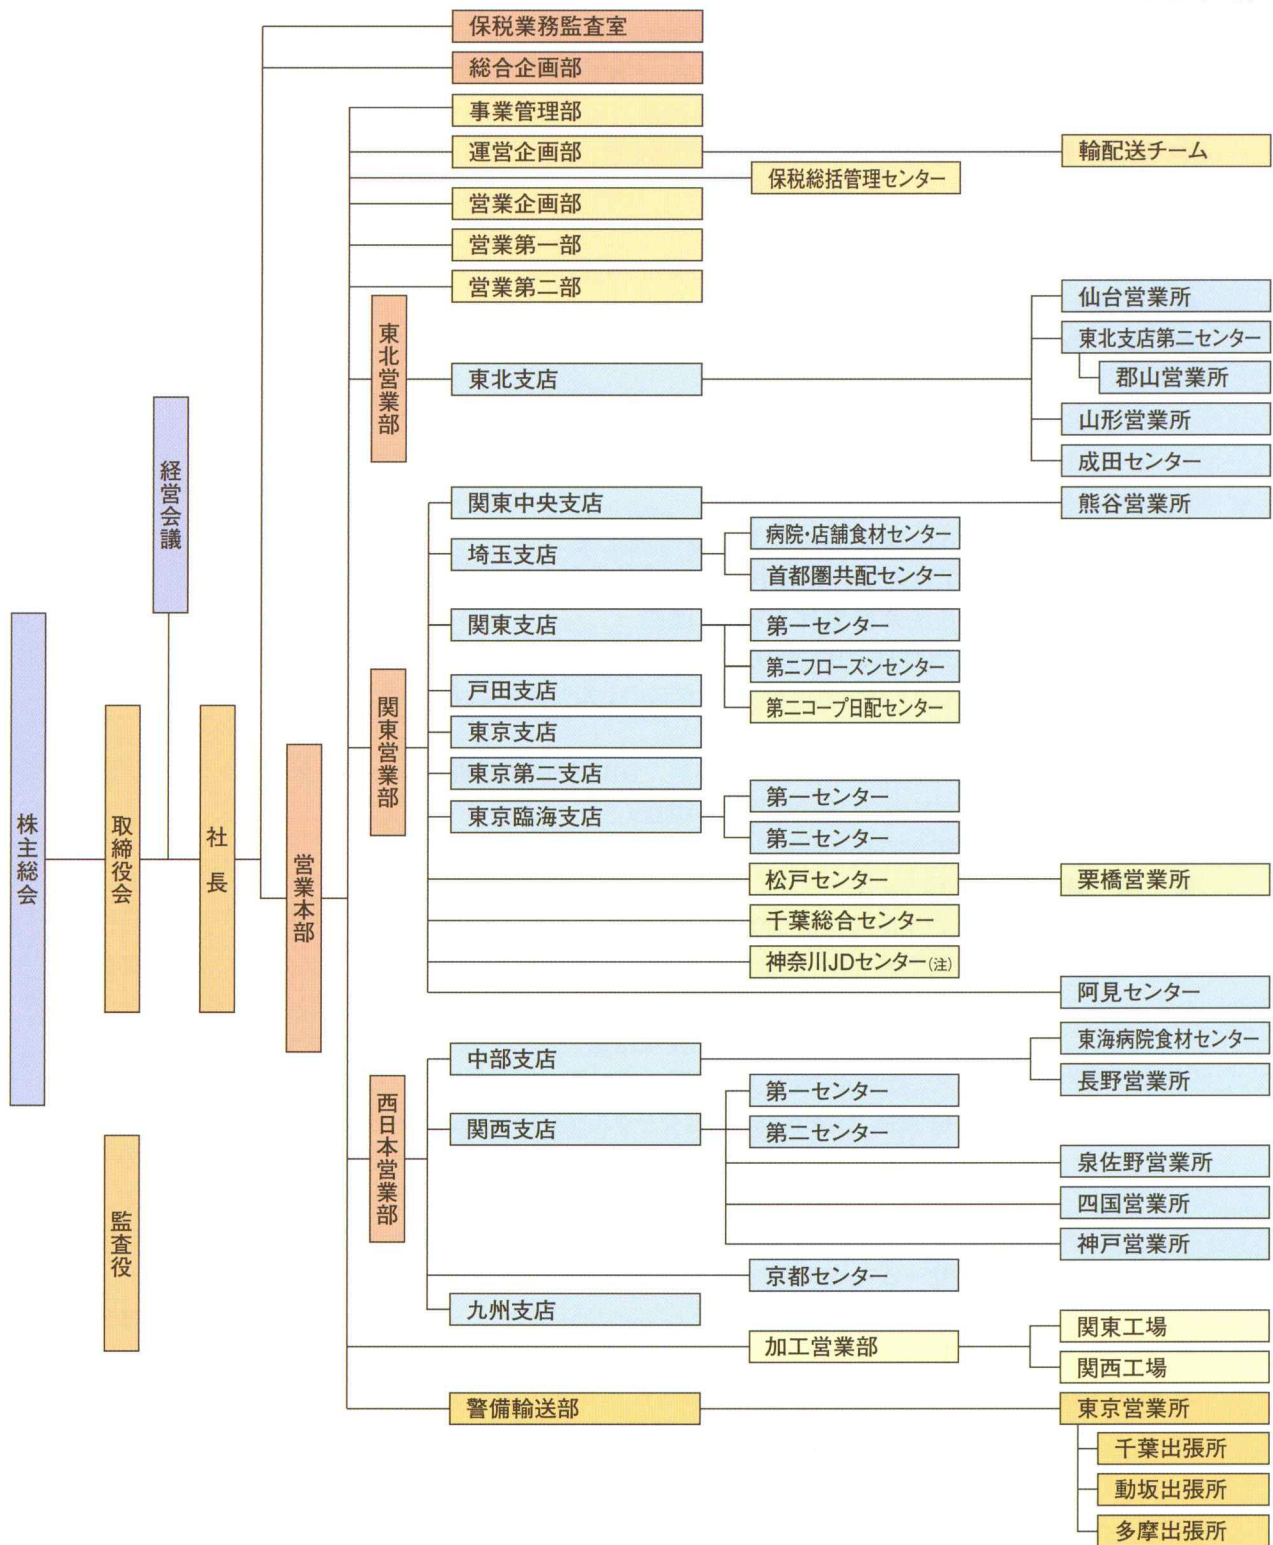 株主総会
取締役会
監査役
経営会議
社長
営業本部
保税業務監査室
総合企画部
事業管理部
運営企画部
輸配送チーム
保税総括管理センター
営業企画部
営業第一部
営業第二部
東北営業部
東北支店
仙台営業所
東北支店第二センター
郡山営業所
山形営業所
成田センター
関東営業部
関東中央支店
熊谷営業所
埼玉支店
病院・店舗食材センター
首都圏共配センター
関東支店
第一センター
第二フローズンセンター
第二コープ日配センター
戸田支店
東京支店
東京第二支店
東京臨海支店
第一センター
第二センター
松戸センター
栗橋営業所
千葉総合センター
神奈川JDセンター(注)
阿見センター
西日本営業部
中部支店
東海病院食材センター
長野営業所
関西支店
第一センター
第二センター
泉佐野営業所
四国営業所
神戸営業所
京都センター
九州支店
加工営業部
関東工場
関西工場
警備輸送部
東京営業所
千葉出張所
動坂出張所
多摩出張所